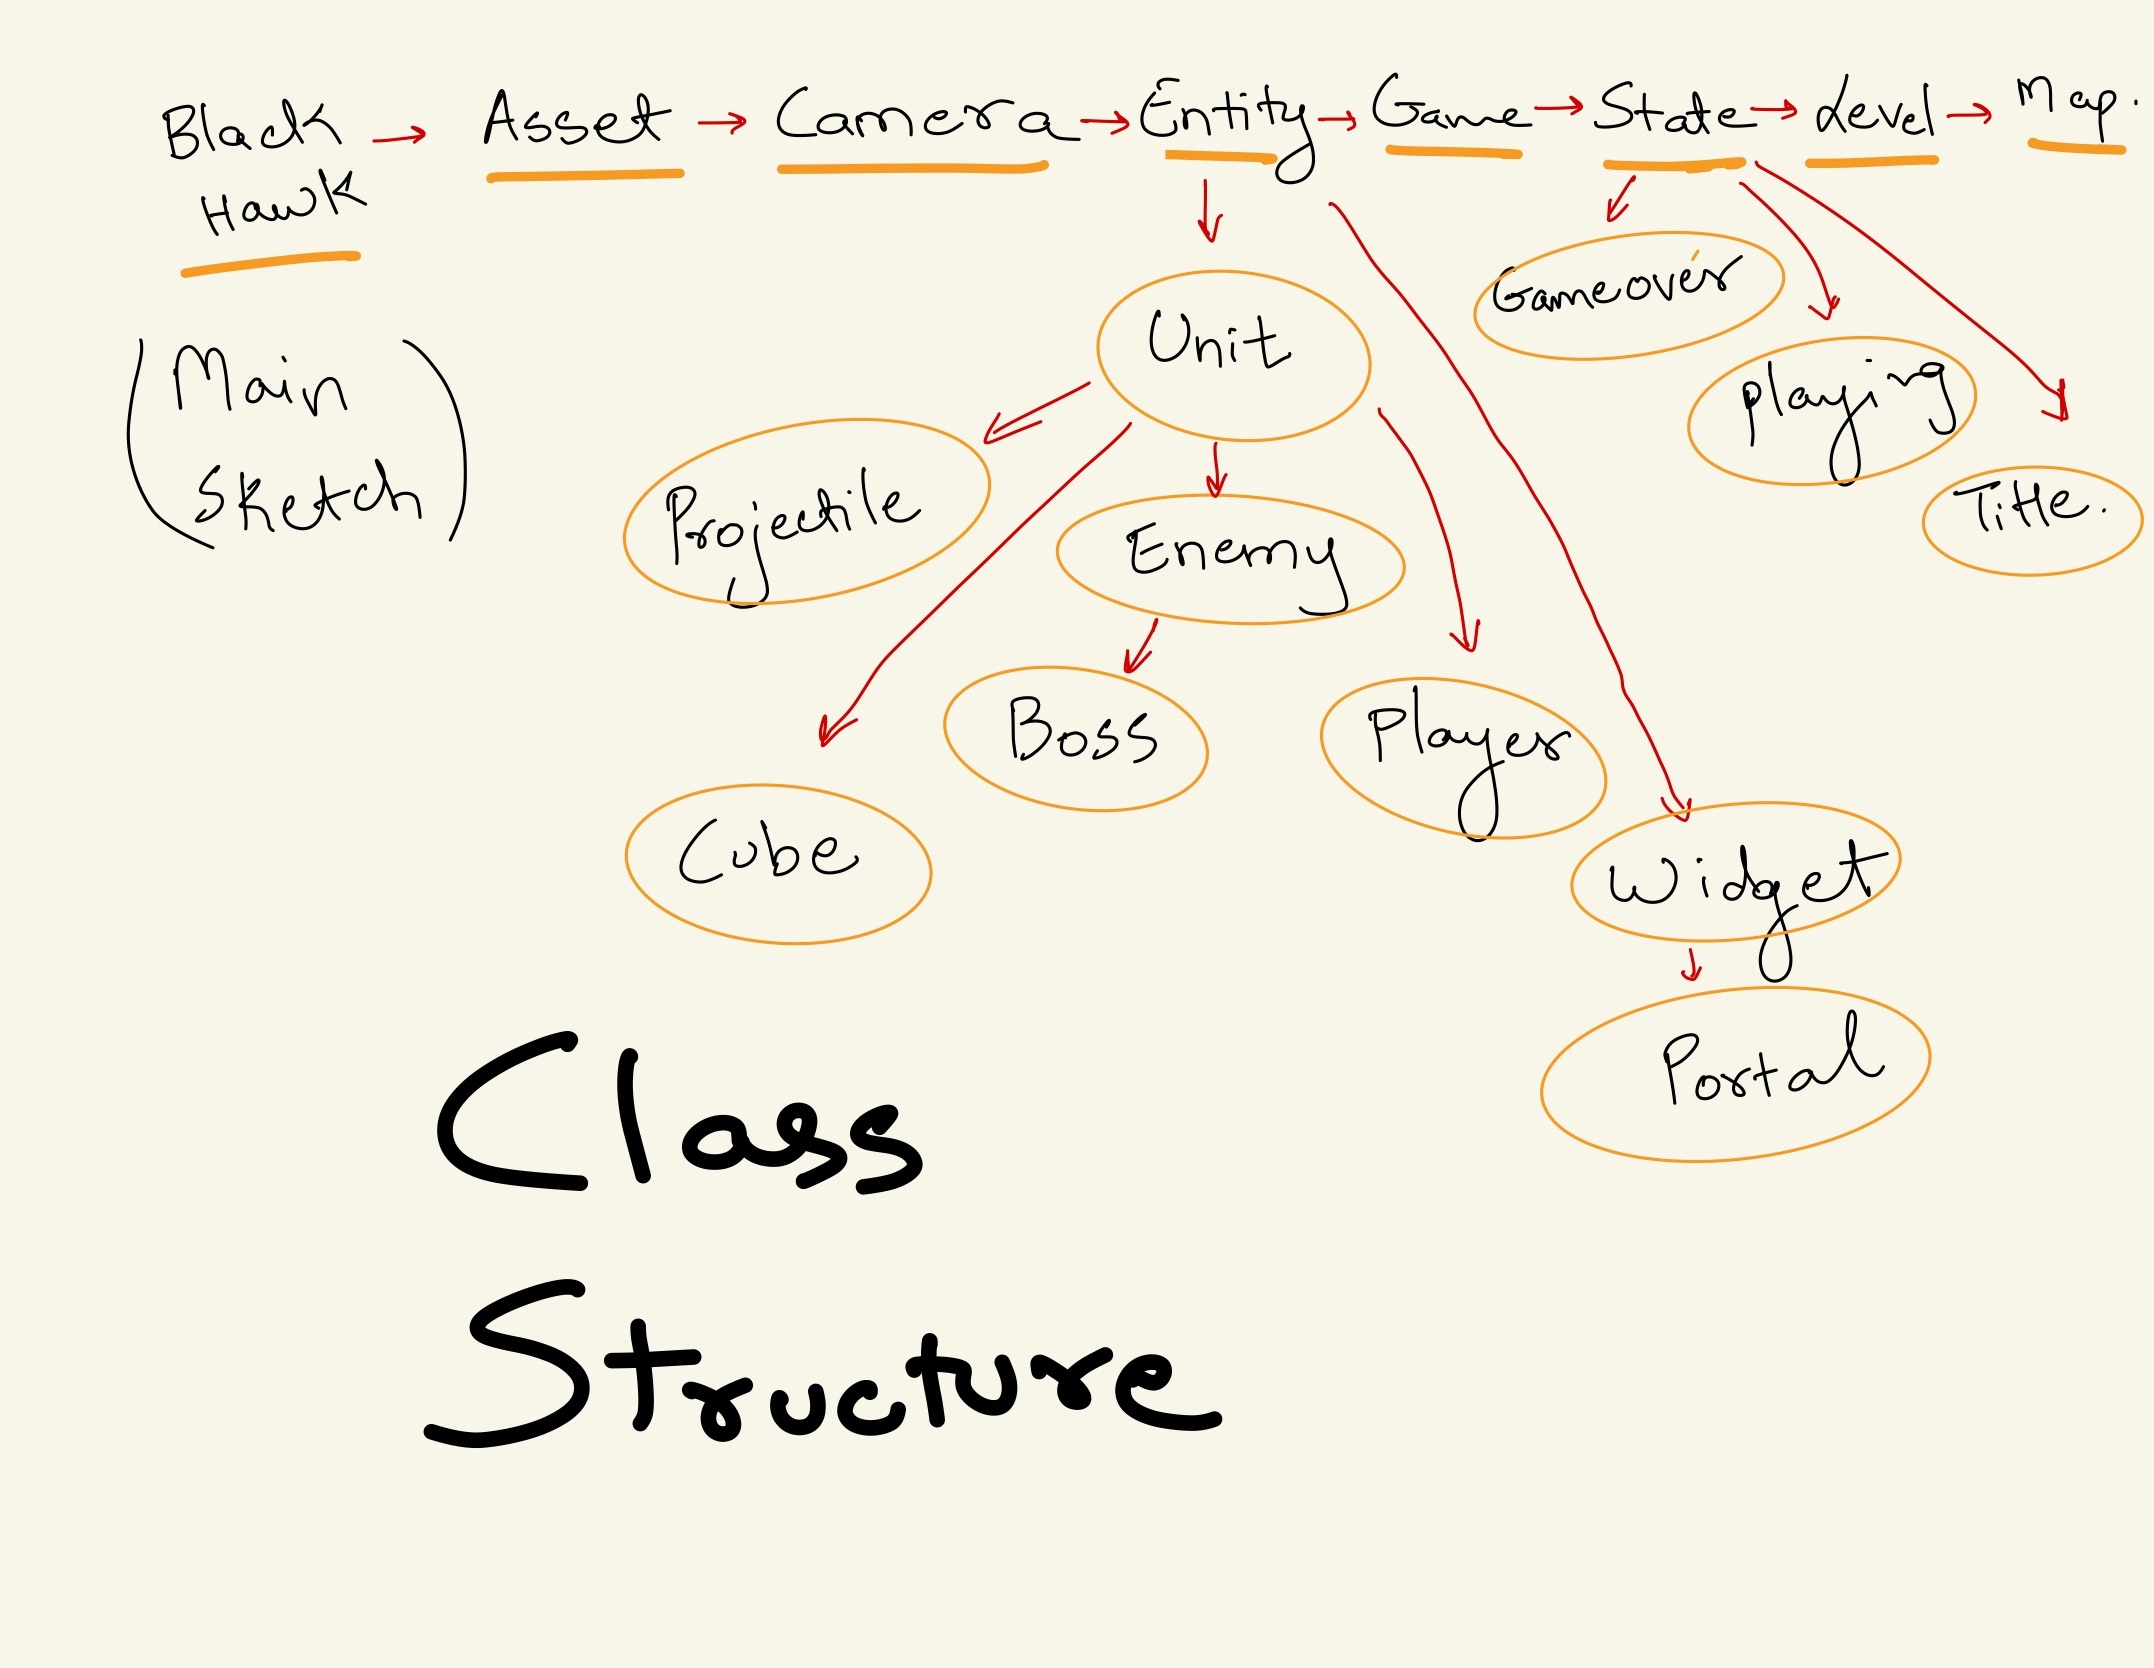 Black → Asset → Camera → Entity → Game → State → Level → Map.
Hawk
(Main
Sketch)
Gameover
Unit
Playing
Title.
Projectile
Enemy
Boss
Player
Cube
Widget
Portal
Class
Structure